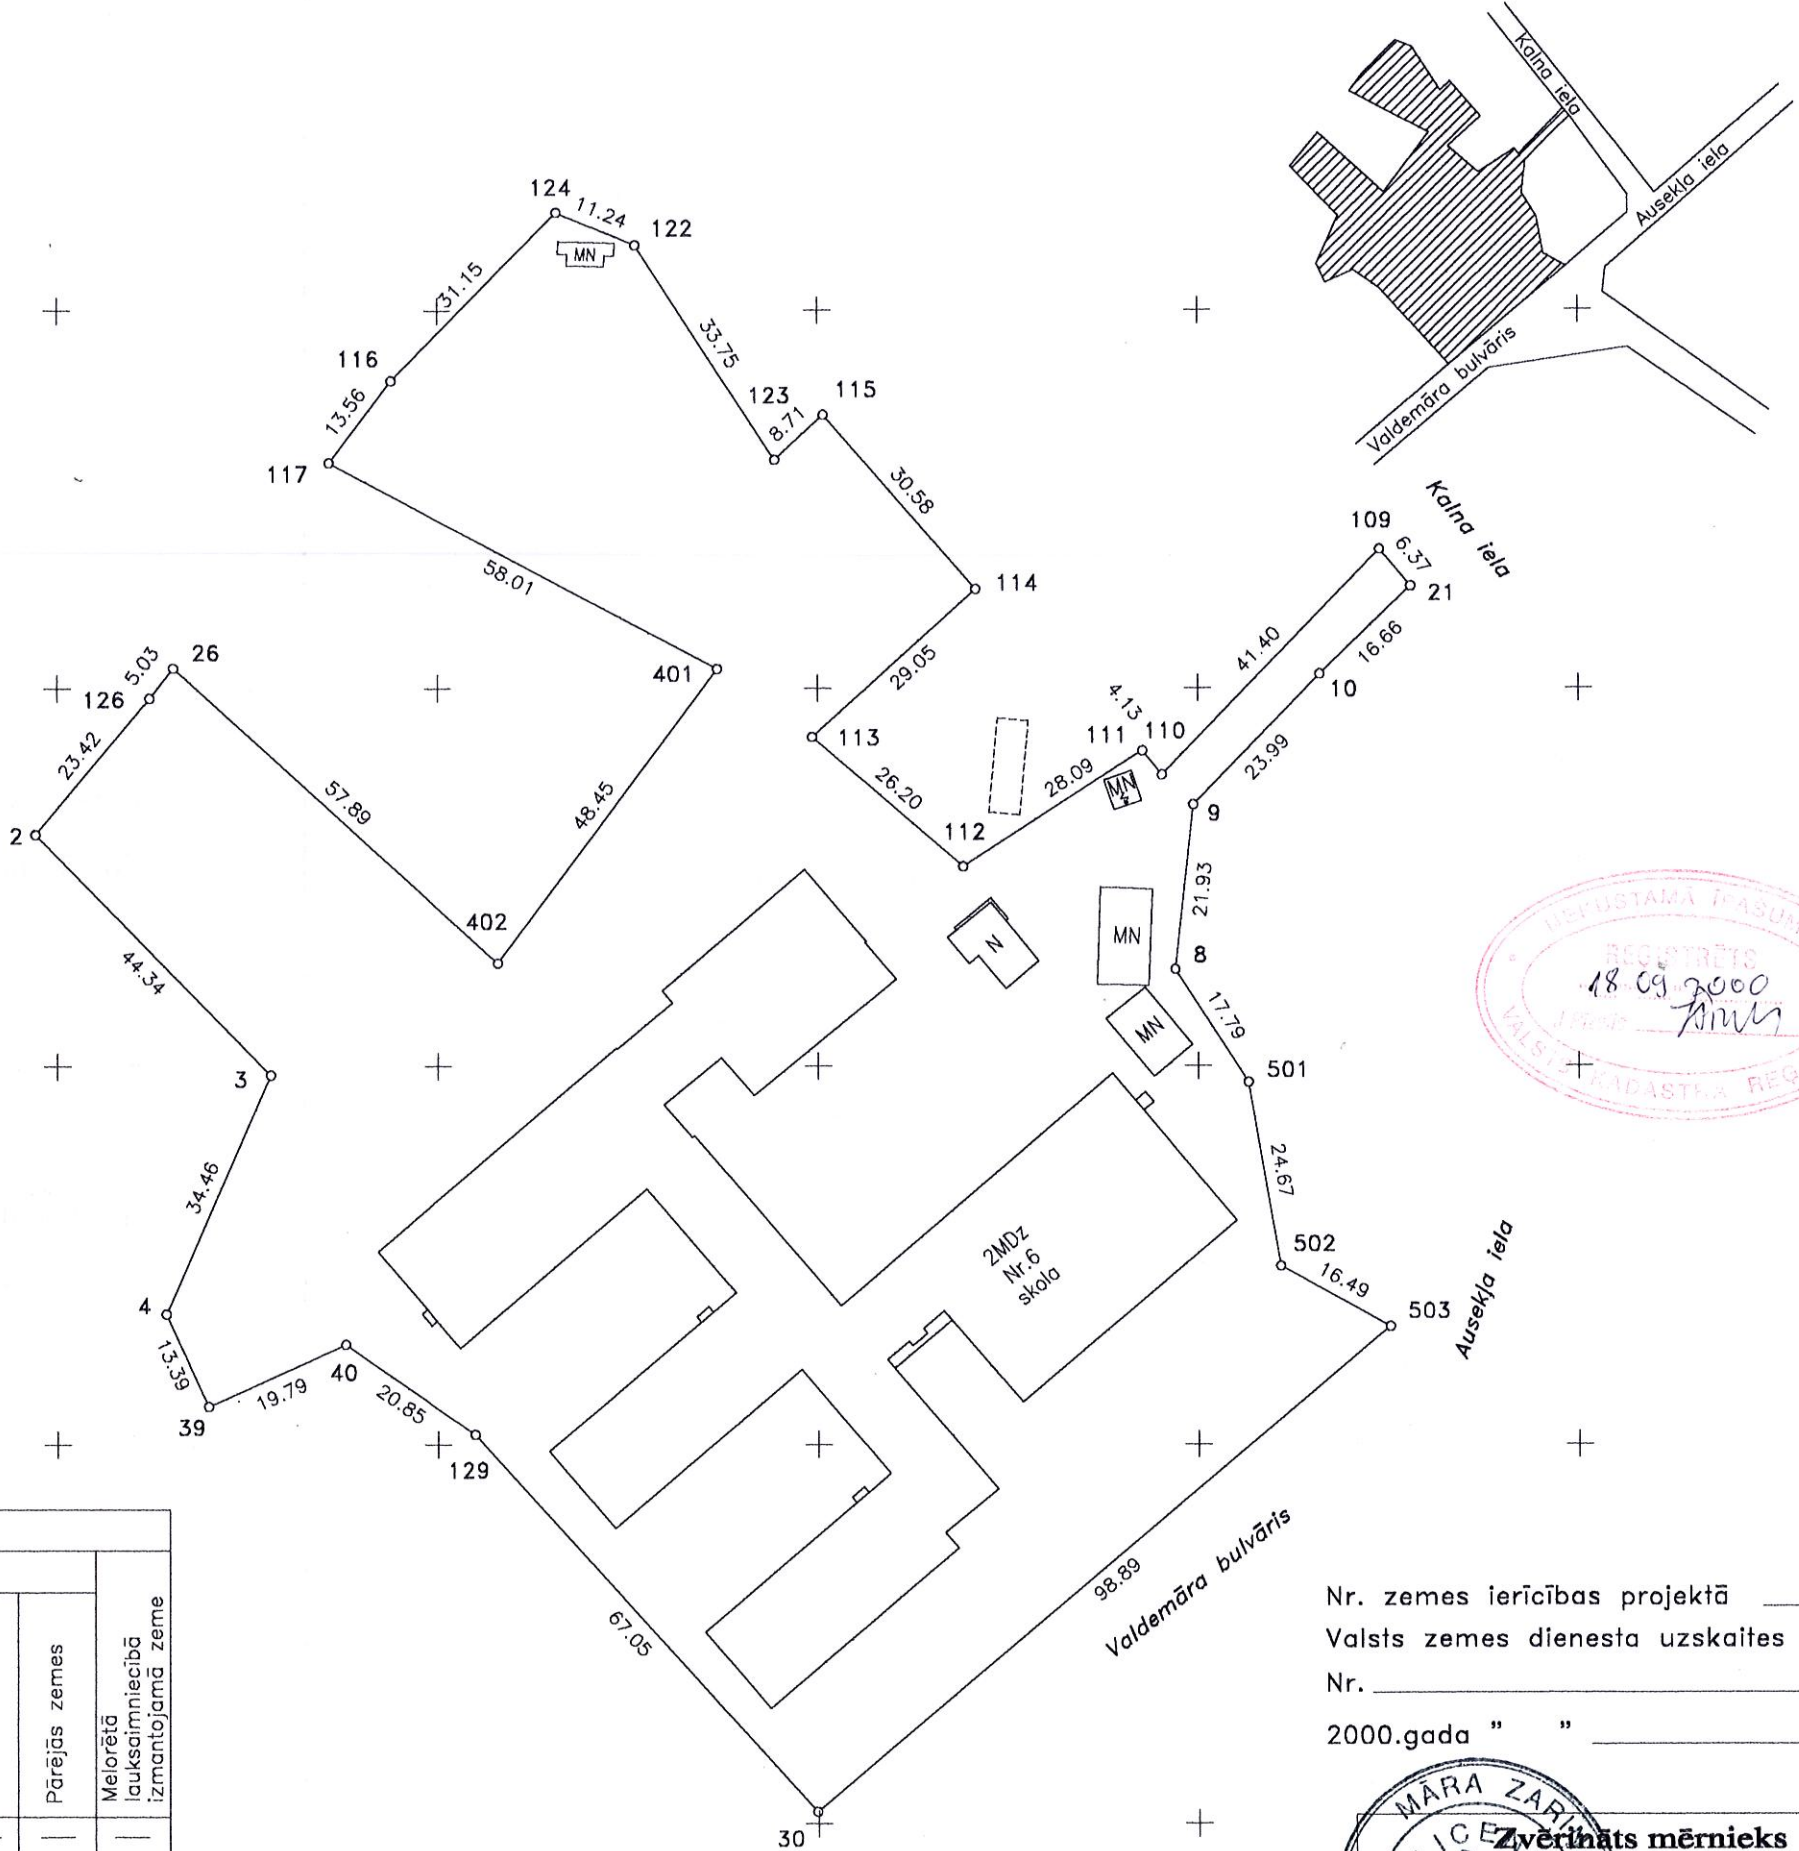 Kalna iela
Ausekļa iela
Valdemāra bulvāris
124
11.24
122
MN
31.15
33.75
116
123
115
13.56
8.71
117
30.58
58.01
Kalna iela
109
6.37
114
21
5.03
26
401
29.05
41.40
16.66
126
10
4.13
111
110
113
23.42
28.09
MN
23.99
26.20
57.89
48.45
9
2
112
21.93
402
N
MN
8
44.34
REĢISTRĒTS
18 09 2000
VALSTS KADASTRA
17.79
MN
3
501
34.46
24.67
2MDz
Nr.6
skola
502
16.49
503
Ausekļa iela
4
13.39
40
19.79
20.85
39
129
98.89
Valdemāra bulvāris
67.05
30
Pārējās zemes
Melorētā
lauksaimniecībā
izmantojamā zeme
Nr. zemes ierīcības projektā
Valsts zemes dienesta uzskaites
Nr.
2000.gada " "
MĀRA
Zvērināts mērnieks